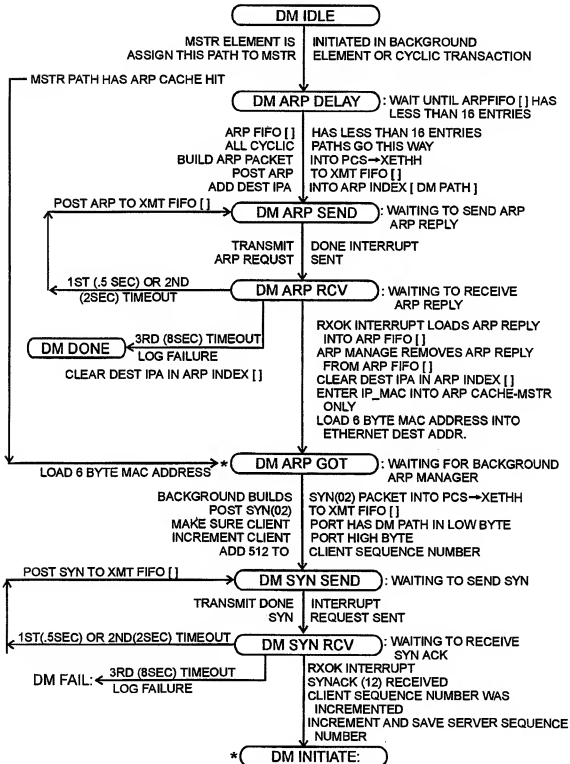 DM IDLE
MSTR ELEMENT IS INITIATED IN BACKGROUND
ASSIGN THIS PATH TO MSTR ELEMENT OR CYCLIC TRANSACTION
MSTR PATH HAS ARP CACHE HIT
DM ARP DELAY : WAIT UNTIL ARPFIFO [ ] HAS
LESS THAN 16 ENTRIES
ARP FIFO [ ] HAS LESS THAN 16 ENTRIES
ALL CYCLIC PATHS GO THIS WAY
BUILD ARP PACKET INTO PCS→XETHH
POST ARP TO XMT FIFO [ ]
ADD DEST IPA INTO ARP INDEX [ DM PATH ]
POST ARP TO XMT FIFO [ ]
DM ARP SEND : WAITING TO SEND ARP
ARP REPLY
TRANSMIT DONE INTERRUPT
ARP REQUST SENT
1ST (.5 SEC) OR 2ND
(2SEC) TIMEOUT
DM ARP RCV : WAITING TO RECEIVE
ARP REPLY
DM DONE
3RD (8SEC) TIMEOUT
LOG FAILURE
CLEAR DEST IPA IN ARP INDEX [ ]
RXOK INTERRUPT LOADS ARP REPLY
INTO ARP FIFO [ ]
ARP MANAGE REMOVES ARP REPLY
FROM ARP FIFO [ ]
CLEAR DEST IPA IN ARP INDEX [ ]
ENTER IP_MAC INTO ARP CACHE-MSTR
ONLY
LOAD 6 BYTE MAC ADDRESS INTO
ETHERNET DEST ADDR.
LOAD 6 BYTE MAC ADDRESS
* DM ARP GOT : WAITING FOR BACKGROUND
ARP MANAGER
BACKGROUND BUILDS SYN(02) PACKET INTO PCS→XETHH
POST SYN(02) TO XMT FIFO [ ]
MAKE SURE CLIENT PORT HAS DM PATH IN LOW BYTE
INCREMENT CLIENT PORT HIGH BYTE
ADD 512 TO CLIENT SEQUENCE NUMBER
POST SYN TO XMT FIFO [ ]
DM SYN SEND : WAITING TO SEND SYN
TRANSMIT DONE INTERRUPT
SYN REQUEST SENT
1ST(.5SEC) OR 2ND(2SEC) TIMEOUT
DM SYN RCV : WAITING TO RECEIVE
SYN ACK
DM FAIL:
3RD (8SEC) TIMEOUT
LOG FAILURE
RXOK INTERRUPT
SYNACK (12) RECEIVED
CLIENT SEQUENCE NUMBER WAS
INCREMENTED
INCREMENT AND SAVE SERVER SEQUENCE
NUMBER
* DM INITIATE: